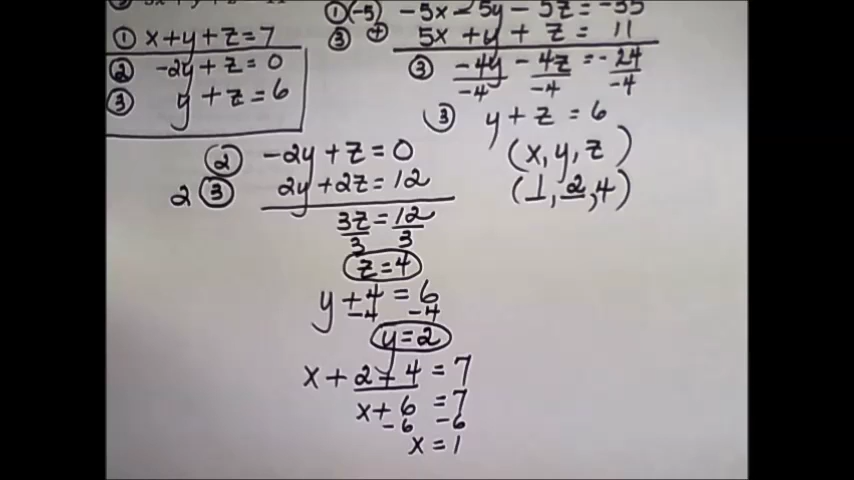 ① x + y + z = 7
② -2y + z = 0
③ y + z = 6
①(-5) -5x - 5y - 5z = -35
③ + 5x + y + z = 11
③ -4y - 4z = -24
-4 -4 -4
③ y + z = 6
(x, y, z)
(1, 2, 4)
② -2y + z = 0
2③ 2y + 2z = 12
3z = 12
3 3
z = 4
y + 4 = 6
-4 -4
y = 2
x + 2 + 4 = 7
x + 6 = 7
-6 -6
x = 1